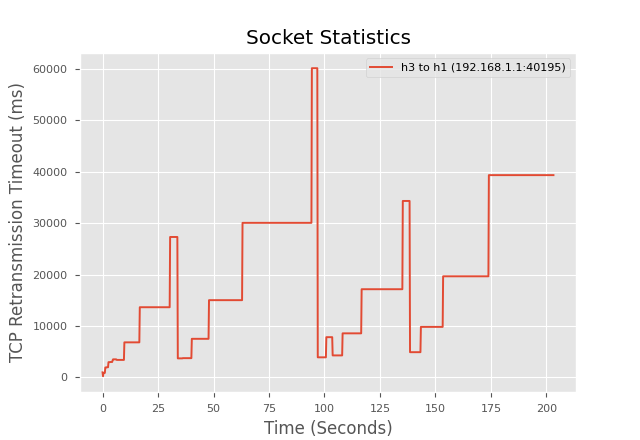 Socket Statistics
h3 to h1 (192.168.1.1:40195)
TCP Retransmission Timeout (ms)
60000
50000
40000
30000
20000
10000
0
0 25 50 75 100 125 150 175 200
Time (Seconds)